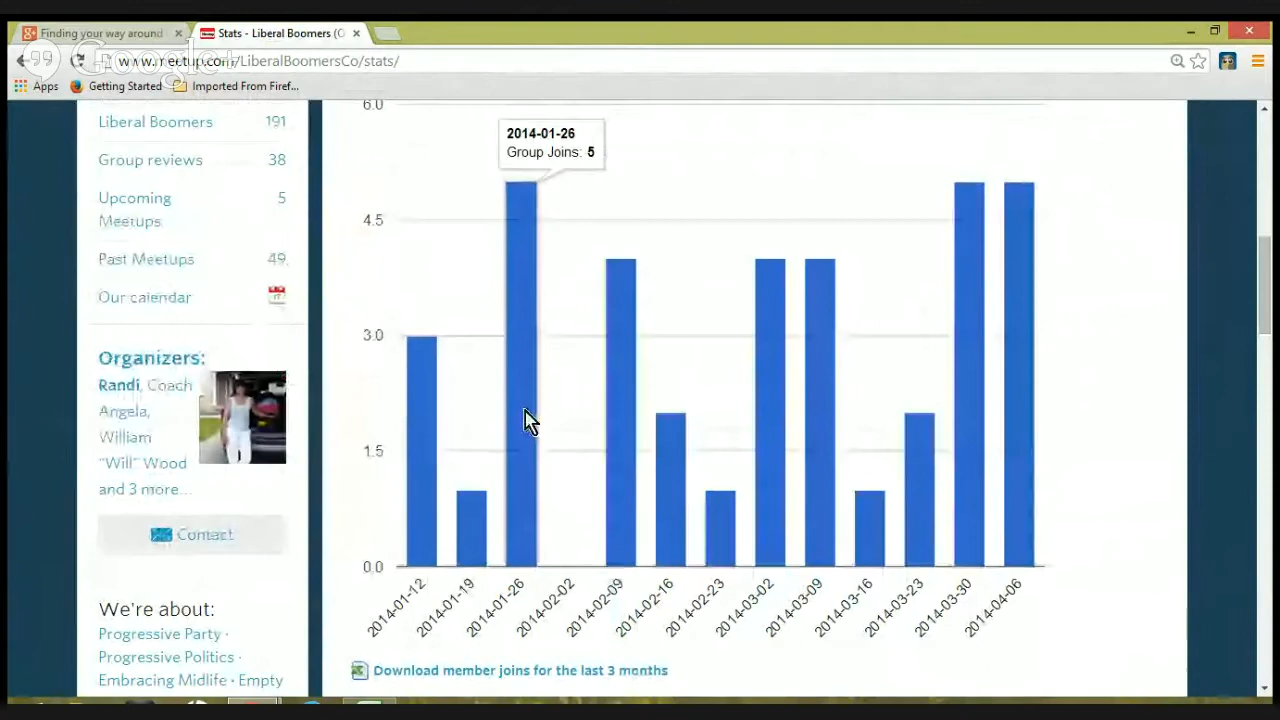 Finding your way around
Stats - Liberal Boomers (C
Google+
www.meetup.com/LiberalBoomersCo/stats/
Apps
Getting Started
Imported From Firef...
Liberal Boomers 191
Group reviews 38
Upcoming 5
Meetups
Past Meetups 49
Our calendar
Organizers:
Randi, Coach
Angela,
William
"Will" Wood
and 3 more...
Contact
We're about:
Progressive Party ·
Progressive Politics ·
Embracing Midlife · Empty
6.0
4.5
3.0
1.5
0.0
2014-01-26
Group Joins: 5
2014-01-12
2014-01-19
2014-01-26
2014-02-02
2014-02-09
2014-02-16
2014-02-23
2014-03-02
2014-03-09
2014-03-16
2014-03-23
2014-03-30
2014-04-06
Download member joins for the last 3 months